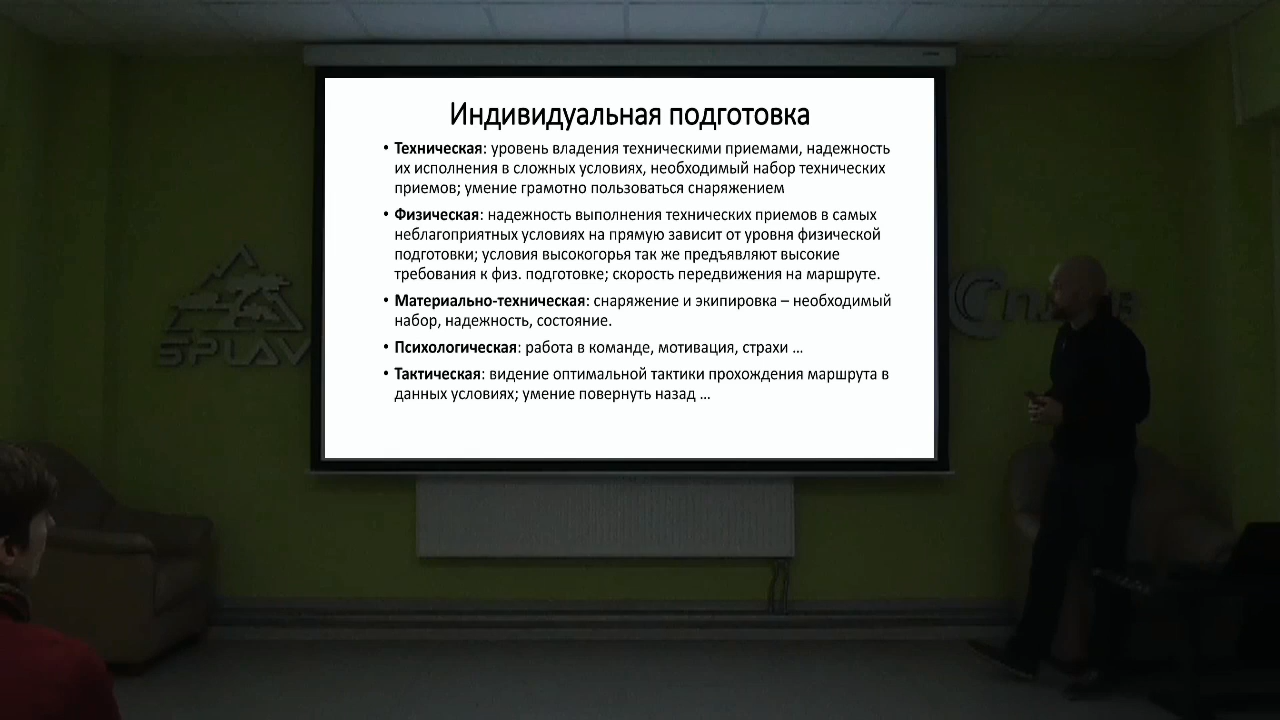 Индивидуальная подготовка
• Техническая: уровень владения техническими приемами, надежность
их исполнения в сложных условиях, необходимый набор технических
приемов; умение грамотно пользоваться снаряжением
• Физическая: надежность выполнения технических приемов в самых
неблагоприятных условиях на прямую зависит от уровня физической
подготовки; условия высокогорья так же предъявляют высокие
требования к физ. подготовке; скорость передвижения на маршруте.
• Материально-техническая: снаряжение и экипировка – необходимый
набор, надежность, состояние.
• Психологическая: работа в команде, мотивация, страхи ...
• Тактическая: видение оптимальной тактики прохождения маршрута в
данных условиях; умение повернуть назад ...
SPLAV